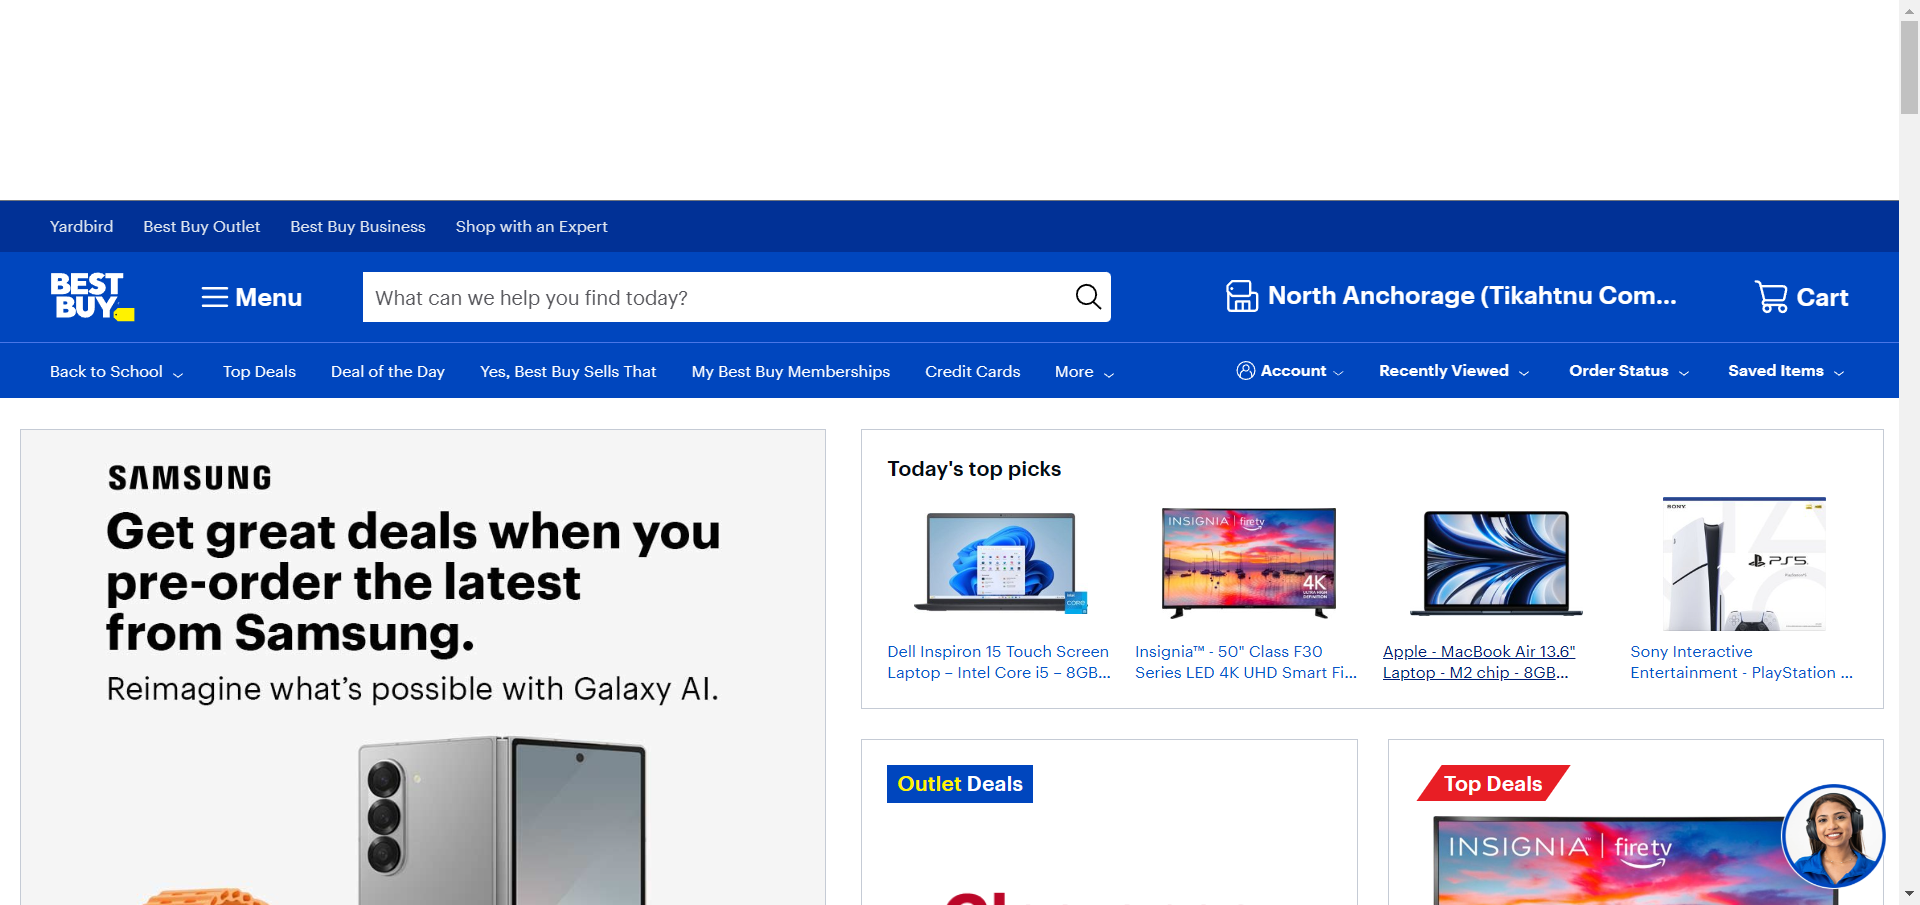 Yardbird
Best Buy Outlet
Best Buy Business
Shop with an Expert
BEST
BUY
Menu
What can we help you find today?
North Anchorage (Tikahtnu Com...
Cart
Back to School
Top Deals
Deal of the Day
Yes, Best Buy Sells That
My Best Buy Memberships
Credit Cards
More
Account
Recently Viewed
Order Status
Saved Items
SAMSUNG
Get great deals when you
pre-order the latest
from Samsung.
Reimagine what’s possible with Galaxy AI.
Today's top picks
INSIGNIA | firetv
4K
ULTRA HIGH
DEFINITION
core
SONY
PS5
Dell Inspiron 15 Touch Screen
Laptop – Intel Core i5 – 8GB...
Insignia™ - 50" Class F30
Series LED 4K UHD Smart Fi...
Apple - MacBook Air 13.6"
Laptop - M2 chip - 8GB...
Sony Interactive
Entertainment - PlayStation ...
Outlet Deals
Top Deals
INSIGNIA™ | firetv